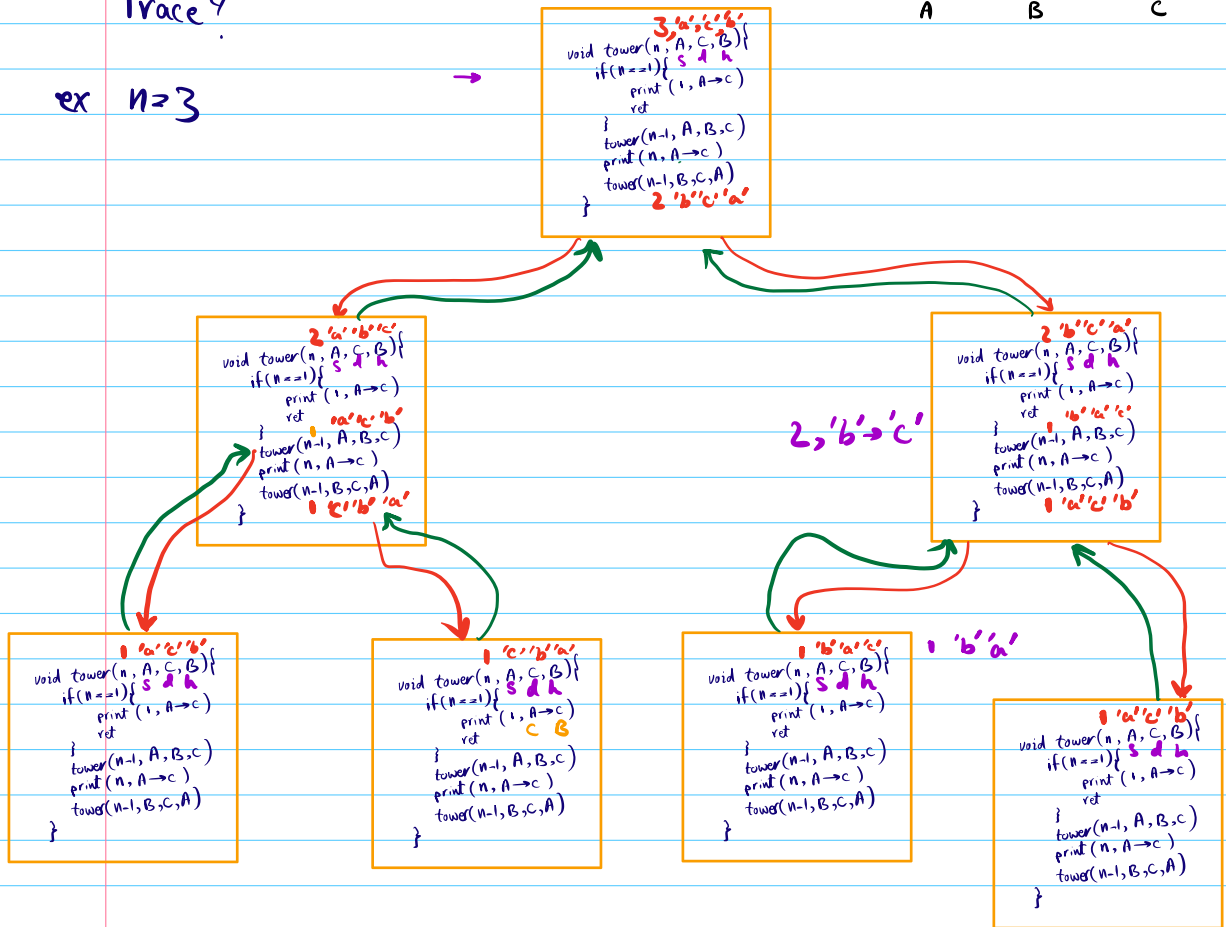 Trace
A B C
ex n=3
3,'a','c','b'
void tower(n, A, C, B){
s d h
if(n==1){
print (1, A→C)
ret
}
tower(n-1, A, B, C)
print(n, A→C)
tower(n-1, B, C, A)
2 'b' 'c' 'a'
}
2 'a' 'b' 'c'
void tower(n, A, C, B){
s d h
if(n==1){
print (1, A→C)
ret
1 'a' 'c' 'b'
}
tower(n-1, A, B, C)
print(n, A→C)
tower(n-1, B, C, A)
1 'c' 'b' 'a'
}
2, 'b'→'c'
2 'b' 'c' 'a'
void tower(n, A, C, B){
s d h
if(n==1){
print (1, A→C)
ret
1 'b' 'a' 'c'
}
tower(n-1, A, B, C)
print(n, A→C)
tower(n-1, B, C, A)
1 'a' 'c' 'b'
}
1 'a' 'c' 'b'
void tower(n, A, C, B){
s d h
if(n==1){
print (1, A→C)
ret
}
tower(n-1, A, B, C)
print(n, A→C)
tower(n-1, B, C, A)
}
1 'c' 'b' 'a'
void tower(n, A, C, B){
s d h
if(n==1){
print (1, A→C)
C B
ret
}
tower(n-1, A, B, C)
print(n, A→C)
tower(n-1, B, C, A)
}
1 'b' 'a' 'c'
void tower(n, A, C, B){
s d h
if(n==1){
print (1, A→C)
ret
}
tower(n-1, A, B, C)
print(n, A→C)
tower(n-1, B, C, A)
}
1 'b' 'a'
1 'a' 'c' 'b'
void tower(n, A, C, B){
s d h
if(n==1){
print (1, A→C)
ret
}
tower(n-1, A, B, C)
print(n, A→C)
tower(n-1, B, C, A)
}